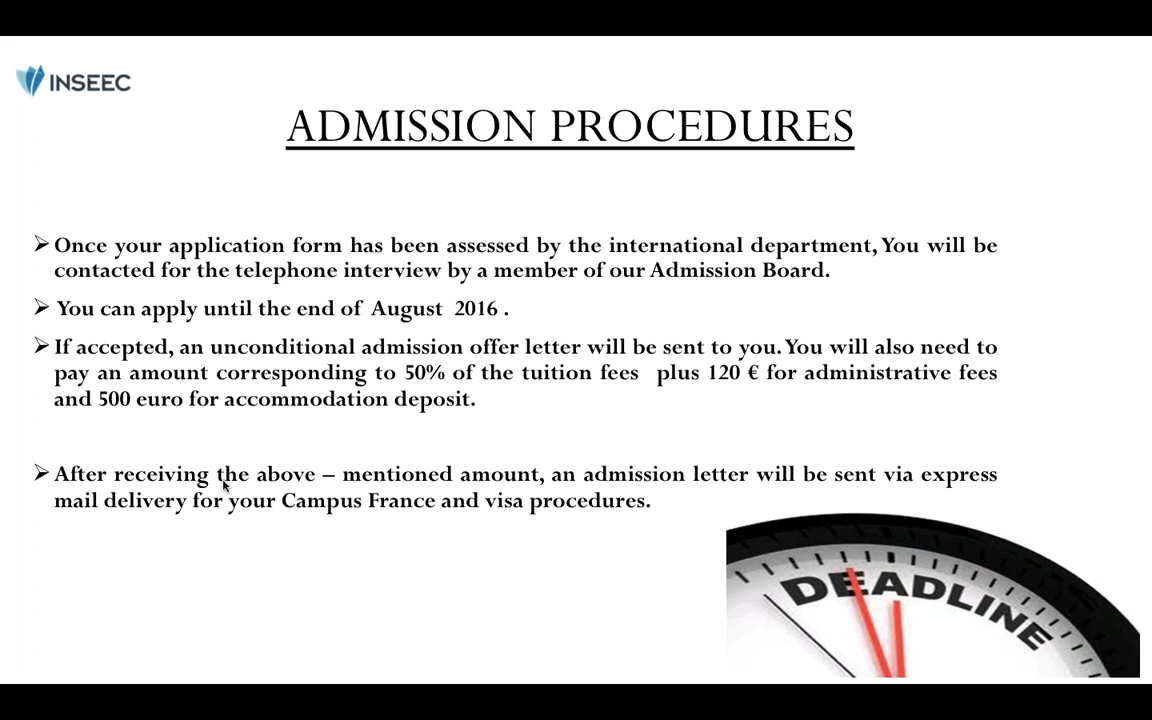 INSEEC
ADMISSION PROCEDURES
➢ Once your application form has been assessed by the international department, You will be
contacted for the telephone interview by a member of our Admission Board.
➢ You can apply until the end of August 2016 .
➢ If accepted, an unconditional admission offer letter will be sent to you. You will also need to
pay an amount corresponding to 50% of the tuition fees plus 120 € for administrative fees
and 500 euro for accommodation deposit.
➢ After receiving the above – mentioned amount, an admission letter will be sent via express
mail delivery for your Campus France and visa procedures.
DEADLINE